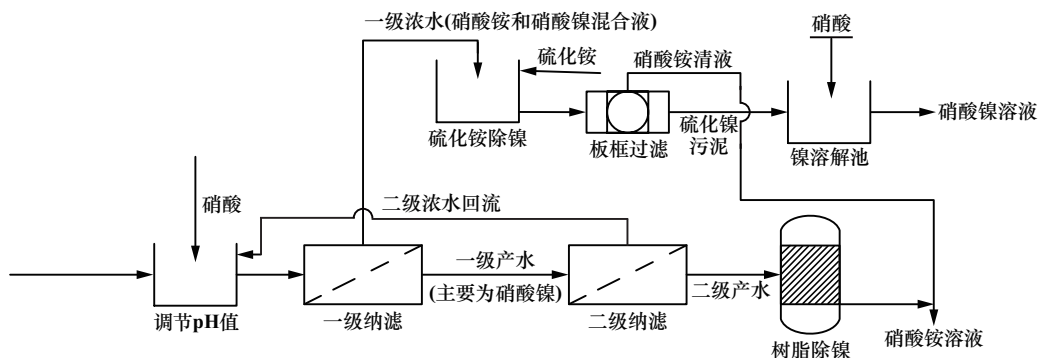 一级浓水(硝酸铵和硝酸镍混合液)
硫化铵
硝酸铵清液
硝酸
硫化铵除镍
板框过滤
硫化镍
污泥
镍溶解池
硝酸镍溶液
硝酸
二级浓水回流
调节pH值
一级纳滤
一级产水
(主要为硝酸镍)
二级纳滤
二级产水
树脂除镍
硝酸铵溶液